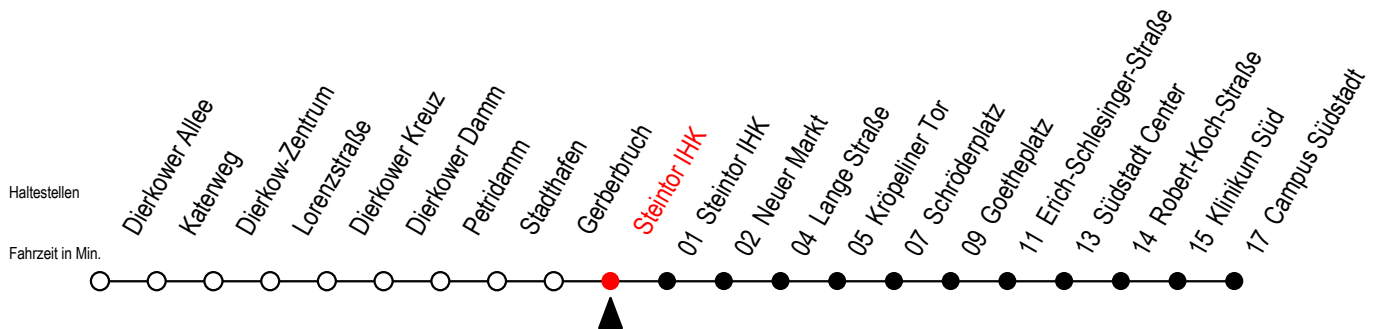 Haltestellen
Dierkower Allee
Katerweg
Dierkow-Zentrum
Lorenzstraße
Dierkower Kreuz
Dierkower Damm
Petridamm
Stadthafen
Gerberbruch
Steintor IHK
01 Steintor IHK
02 Neuer Markt
04 Lange Straße
05 Kröpeliner Tor
07 Schröderplatz
09 Goetheplatz
11 Erich-Schlesinger-Straße
13 Südstadt Center
14 Robert-Koch-Straße
15 Klinikum Süd
17 Campus Südstadt
Fahrzeit in Min.